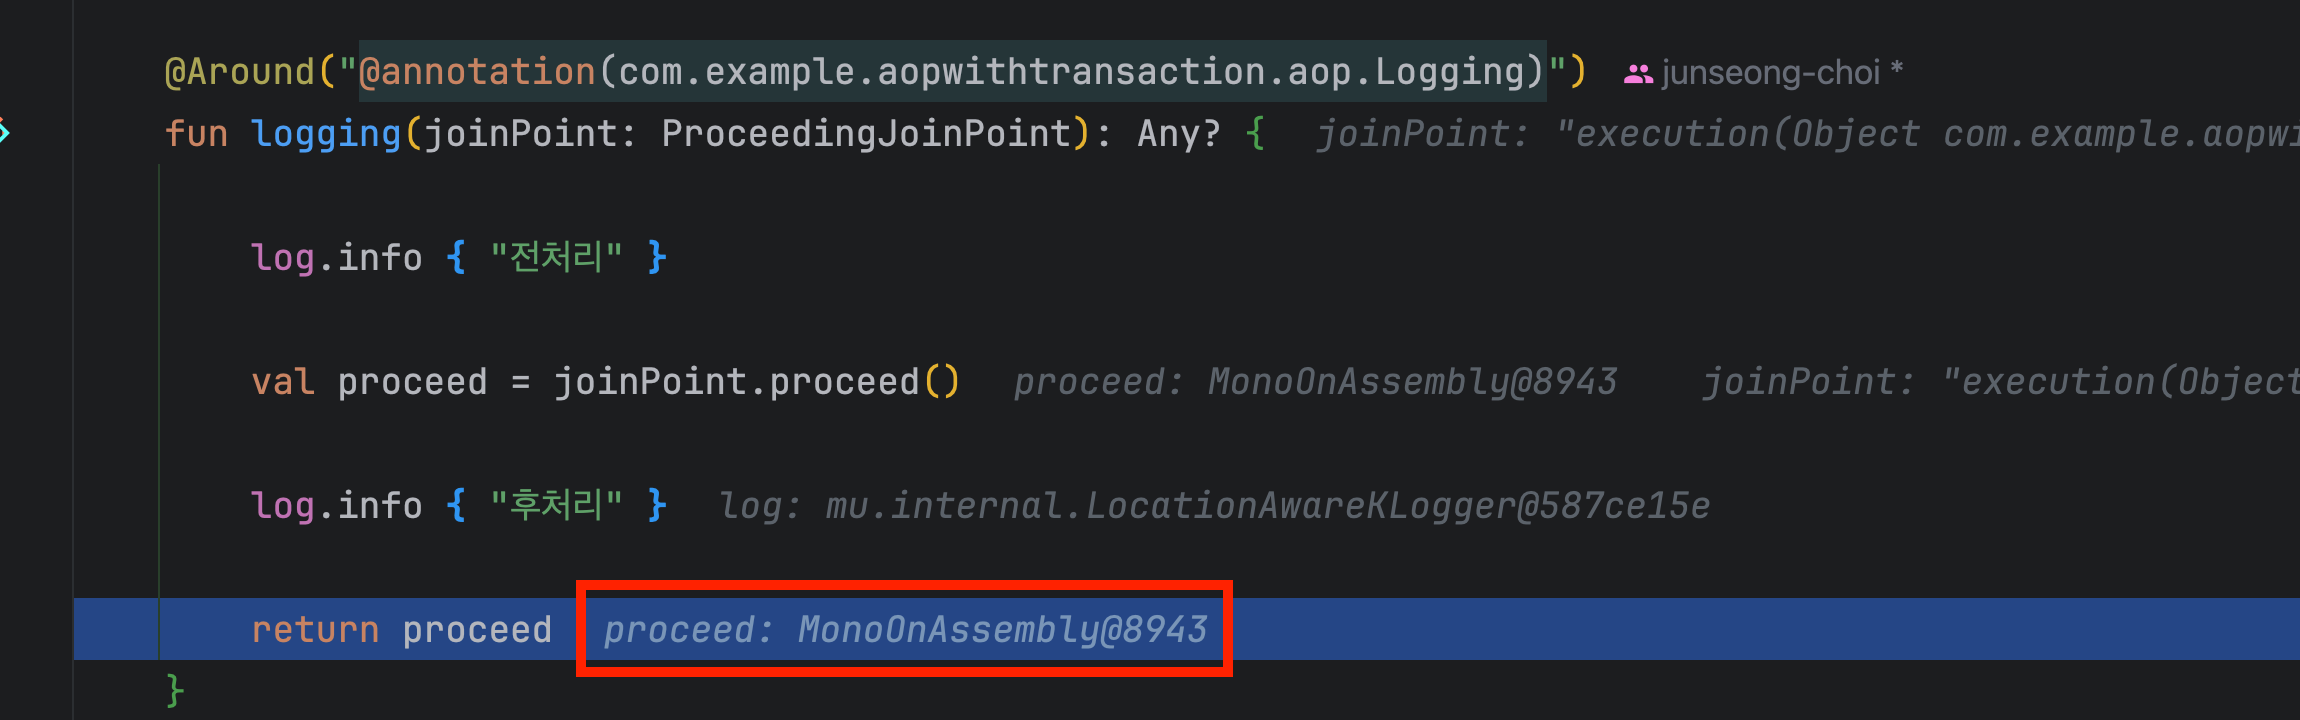 @Around("@annotation(com.example.aopwithtransaction.aop.Logging)") junseong-choi *
fun logging(joinPoint: ProceedingJoinPoint): Any? { joinPoint: "execution(Object com.example.aopwi
log.info { "전처리" }
val proceed = joinPoint.proceed() proceed: MonoOnAssembly@8943 joinPoint: "execution(Object
log.info { "후처리" } log: mu.internal.LocationAwareKLogger@587ce15e
return proceed proceed: MonoOnAssembly@8943
}